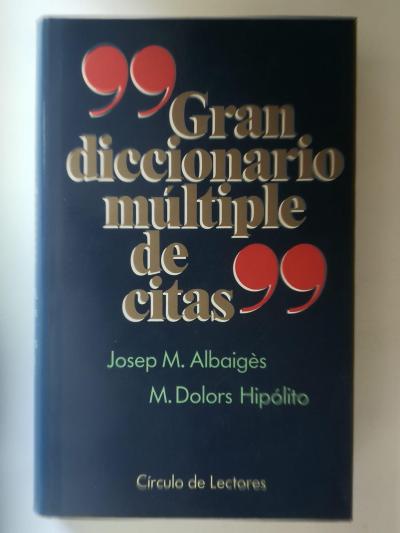 ”Gran
diccionario
múltiple
de
citas”
Josep M. Albaigès
M. Dolors Hipólito
Círculo de Lectores